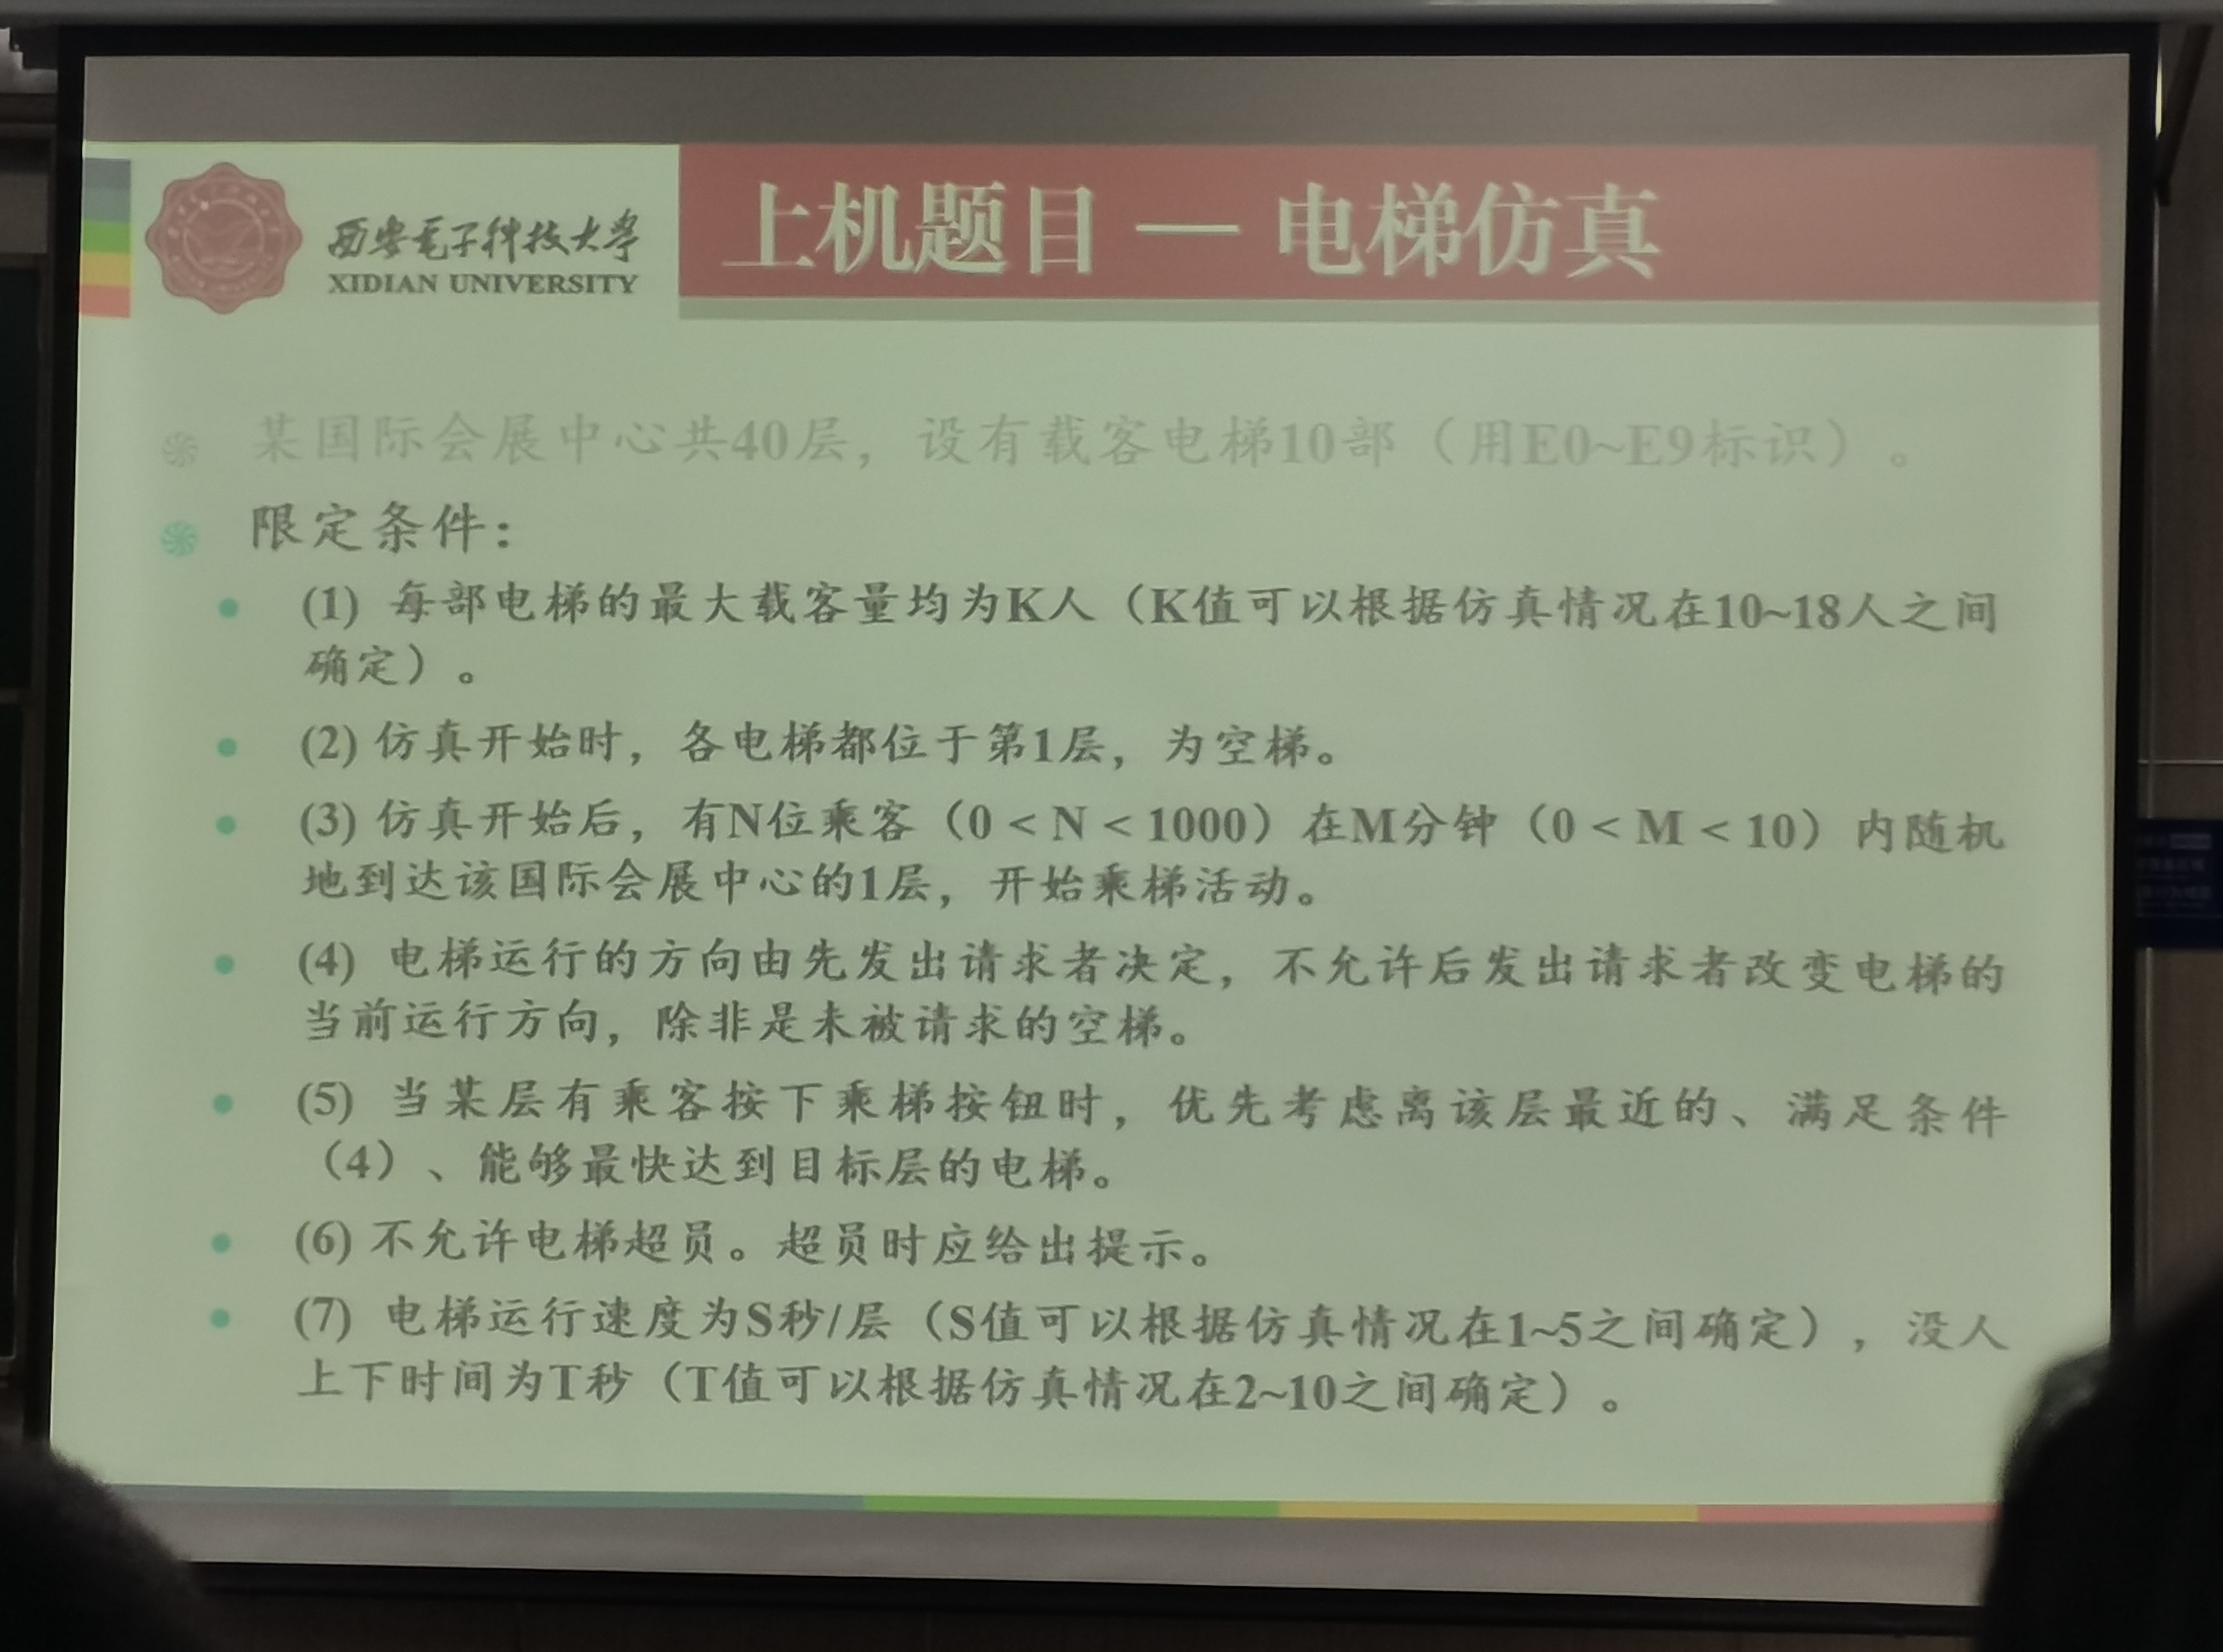 西安电子科技大学
XIDIAN UNIVERSITY
上机题目 — 电梯仿真
某国际会展中心共40层，设有载客电梯10部（用E0~E9标识）。
限定条件：
(1) 每部电梯的最大载客量均为K人（K值可以根据仿真情况在10~18人之间
确定）。
(2) 仿真开始时，各电梯都位于第1层，为空梯。
(3) 仿真开始后，有N位乘客（0 < N < 1000）在M分钟（0 < M < 10）内随机
地到达该国际会展中心的1层，开始乘梯活动。
(4) 电梯运行的方向由先发出请求者决定，不允许后发出请求者改变电梯的
当前运行方向，除非是未被请求的空梯。
(5) 当某层有乘客按下乘梯按钮时，优先考虑离该层最近的、满足条件
（4）、能够最快达到目标层的电梯。
(6) 不允许电梯超员。超员时应给出提示。
(7) 电梯运行速度为S秒/层（S值可以根据仿真情况在1~5之间确定），没人
上下时间为T秒（T值可以根据仿真情况在2~10之间确定）。